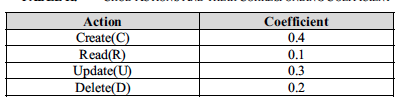 Action Coefficient
Create(C) 0.4
Read(R) 0.1
Update(U) 0.3
Delete(D) 0.2